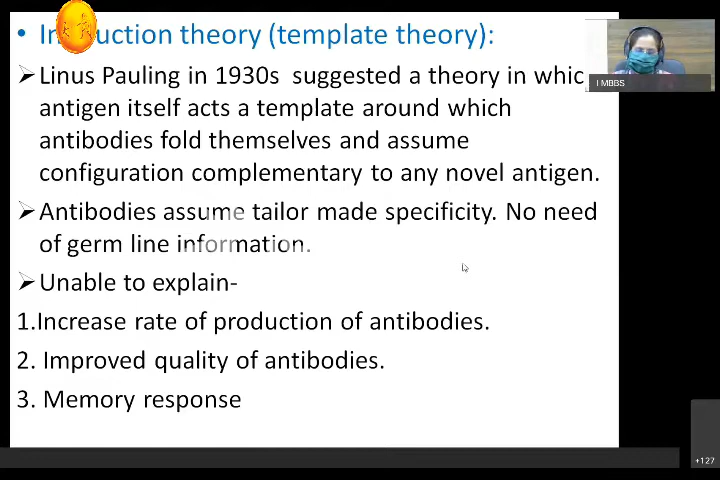 • In uction theory (template theory):
➤Linus Pauling in 1930s suggested a theory in whic
antigen itself acts a template around which
antibodies fold themselves and assume
configuration complementary to any novel antigen.
➤Antibodies assume tailor made specificity. No need
of germ line information.
➤Unable to explain-
1.Increase rate of production of antibodies.
2. Improved quality of antibodies.
3. Memory response
I MBBS
+127